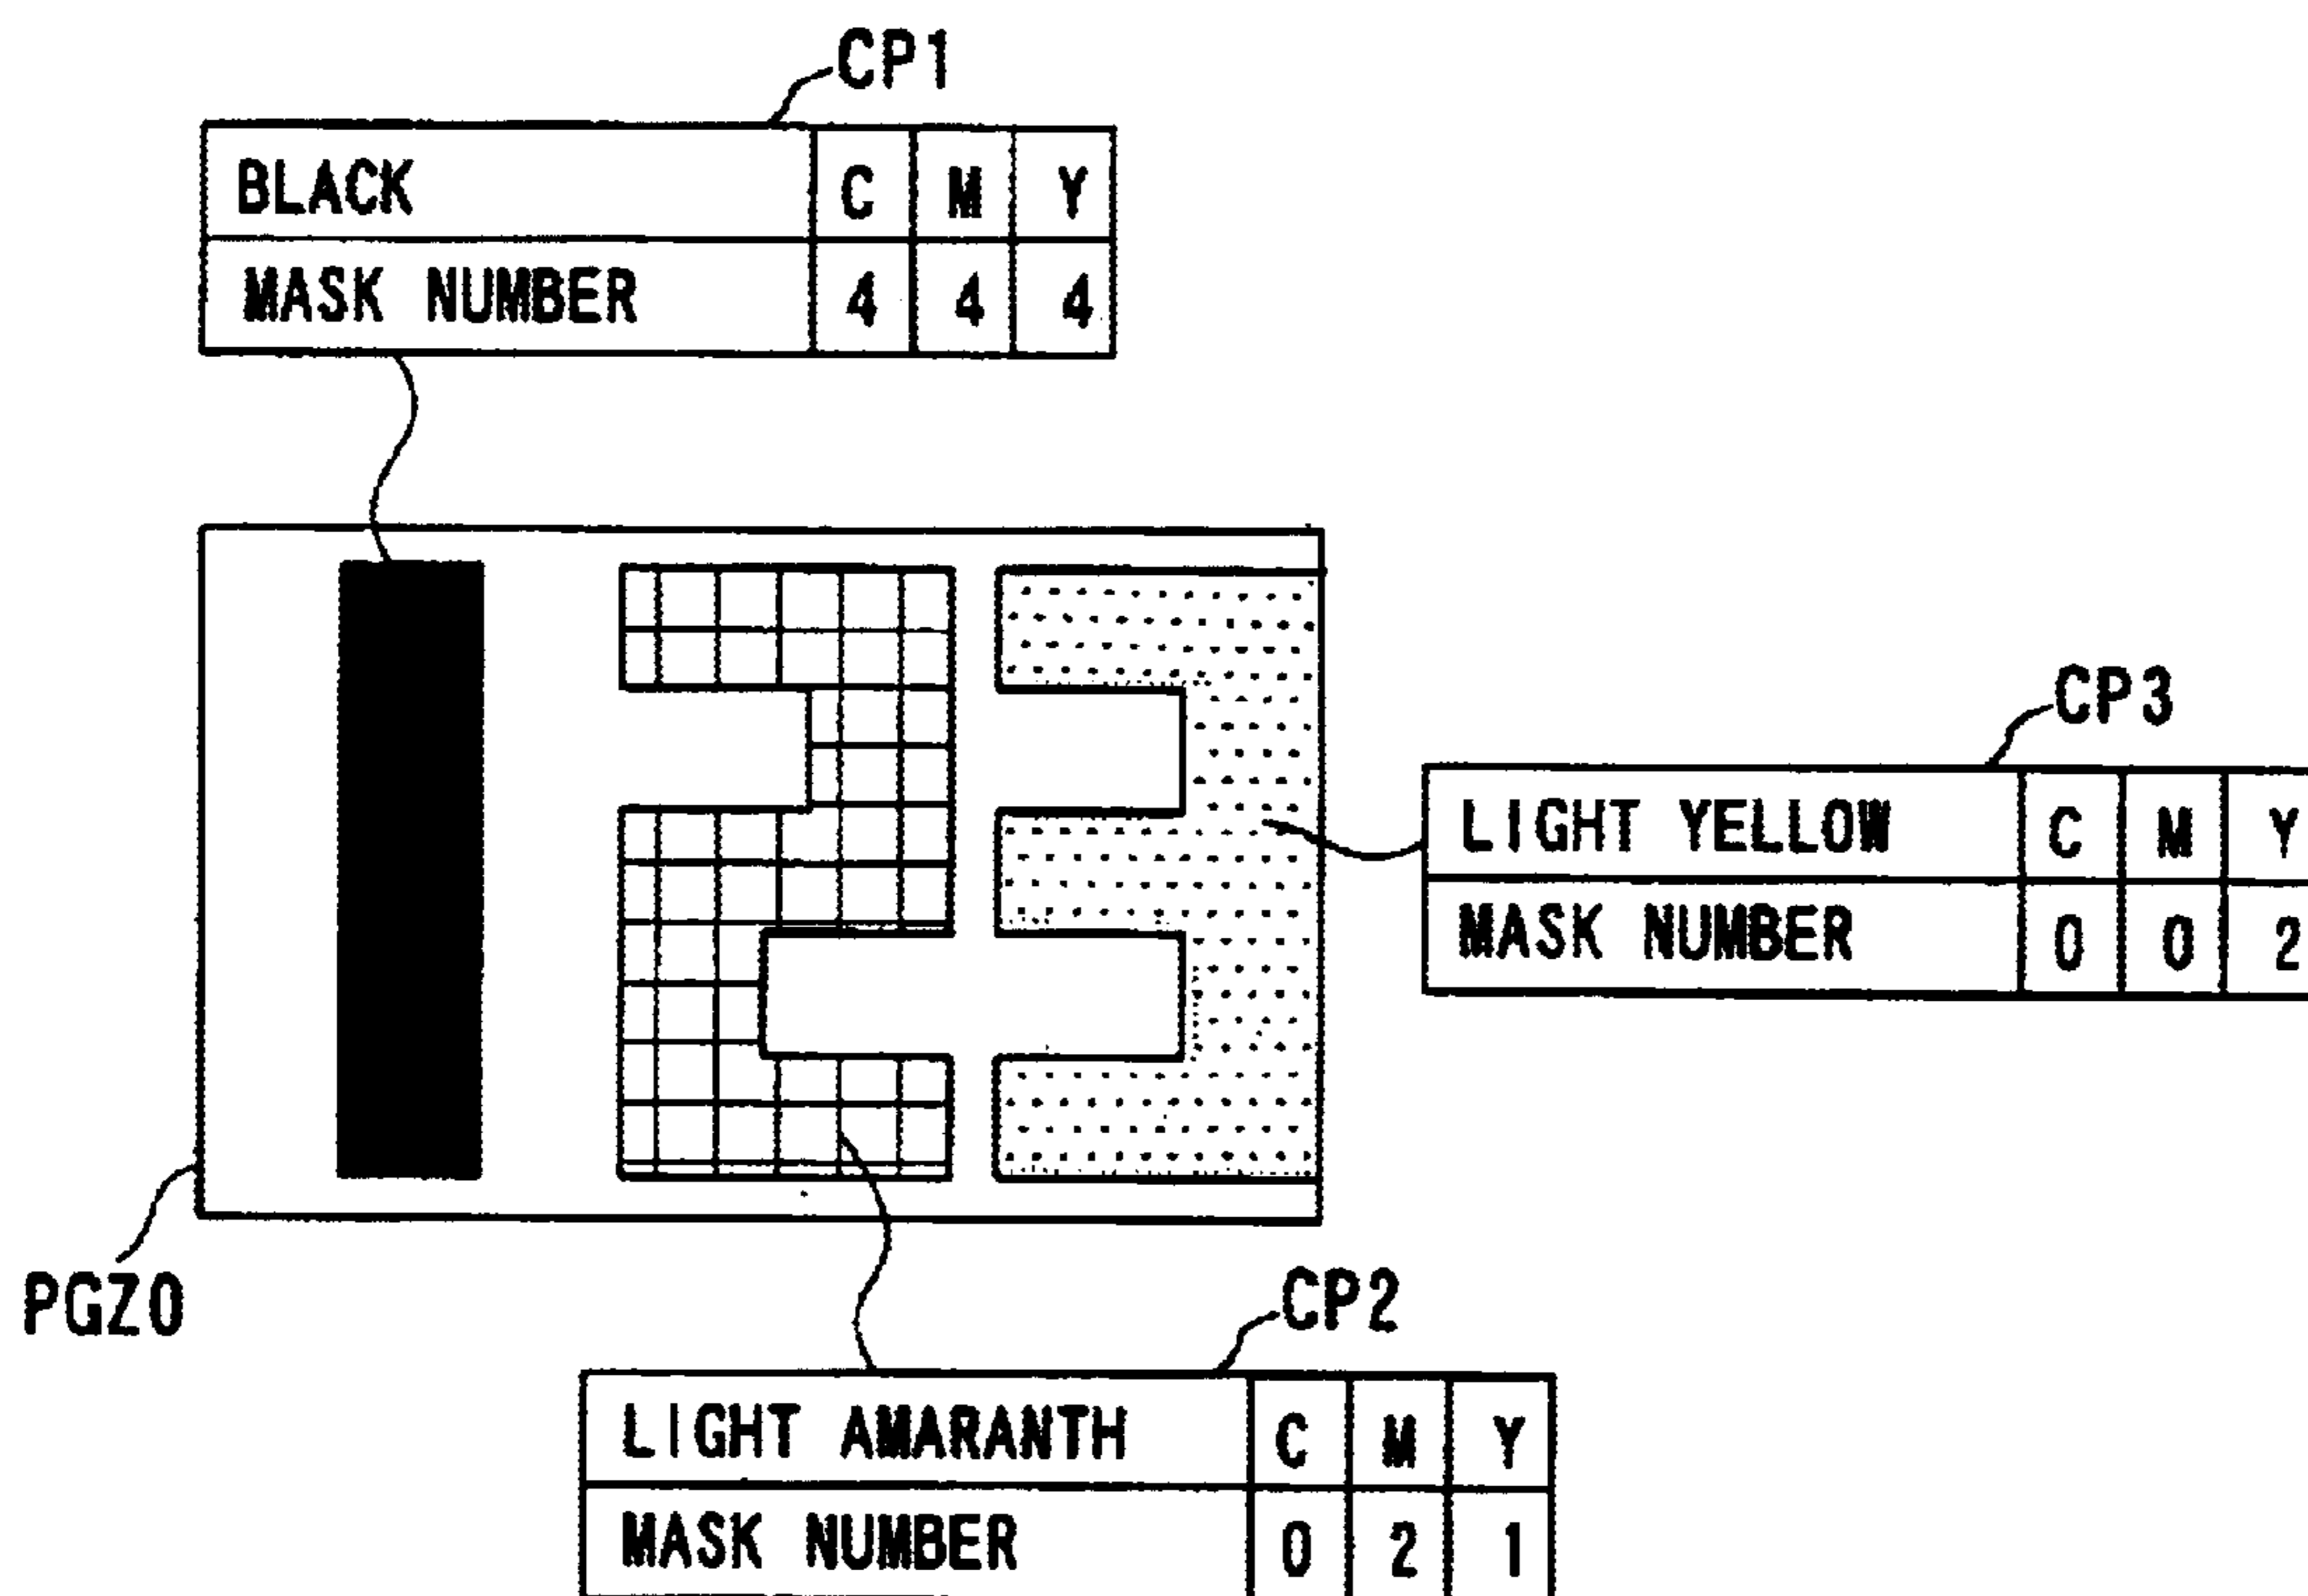 CP1
BLACK C M Y
MASK NUMBER 4 4 4
123
CP3
LIGHT YELLOW C M Y
MASK NUMBER 0 0 2
PGZ0
CP2
LIGHT AMARANTH C M Y
MASK NUMBER 0 2 1